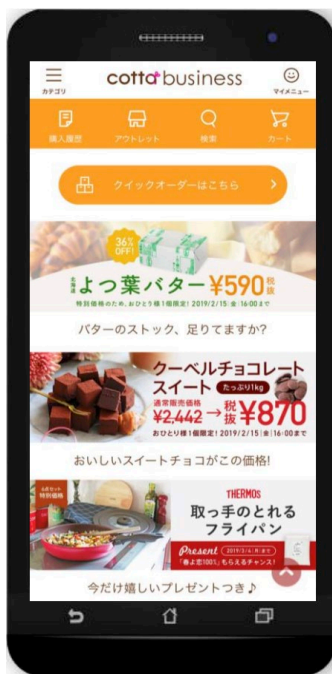 カテゴリ
cotta business
マイメニュー
購入履歴
アウトレット
検索
カート
クイックオーダーはこちら
36%
OFF!
北海道
よつ葉バター ¥590 税抜
特別価格のため、おひとり様1個限定! 2019/2/15|金|16:00まで
バターのストック、足りてますか?
クーベルチョコレート
スイート たっぷり1kg
通常販売価格
¥2,442→税抜¥870
おひとり様1個限定! 2019/2/15|金|16:00まで
おいしいスイートチョコがこの価格!
6点セット
特別価格
THERMOS
取っ手のとれる
フライパン
Present 2019/3/4|月|まで
「春よ恋100%」もらえるチャンス!
今だけ嬉しいプレゼントつき♪